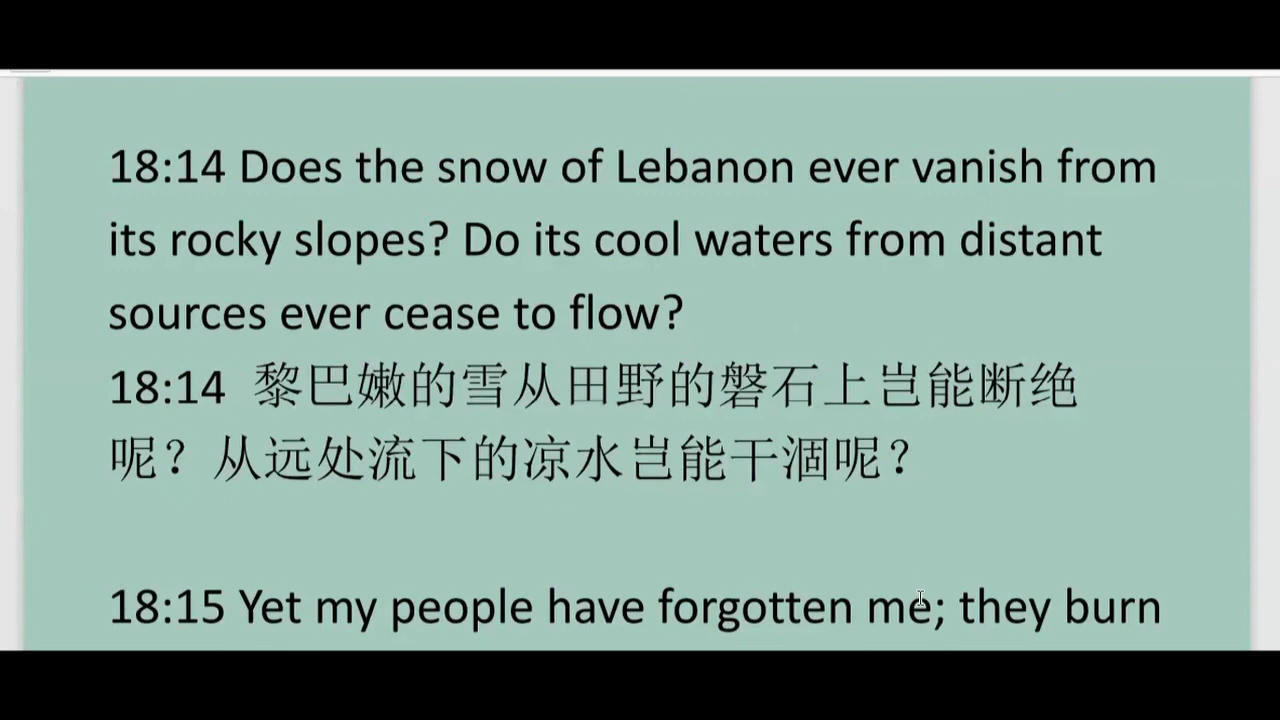 18:14 Does the snow of Lebanon ever vanish from
its rocky slopes? Do its cool waters from distant
sources ever cease to flow?
18:14 黎巴嫩的雪从田野的磐石上岂能断绝
呢？从远处流下的凉水岂能干涸呢？
18:15 Yet my people have forgotten me; they burn